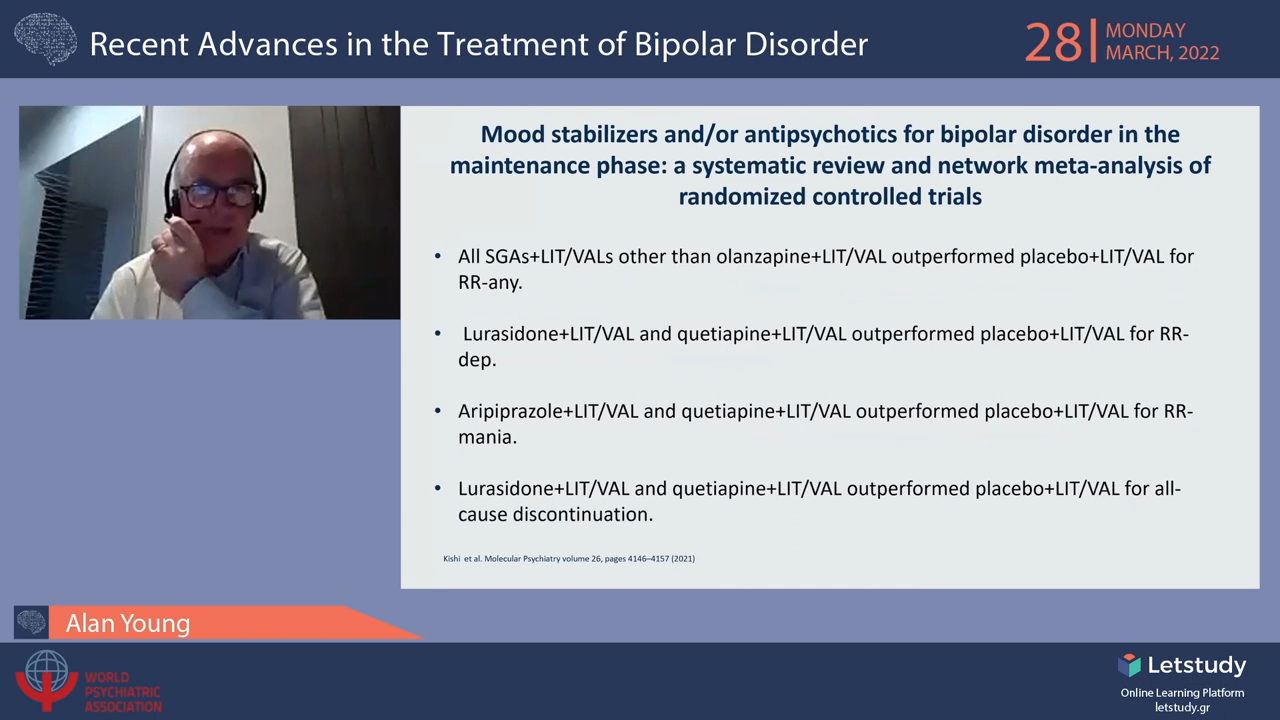 Recent Advances in the Treatment of Bipolar Disorder
28
MONDAY
MARCH, 2022
Mood stabilizers and/or antipsychotics for bipolar disorder in the
maintenance phase: a systematic review and network meta-analysis of
randomized controlled trials
• All SGAs+LIT/VALs other than olanzapine+LIT/VAL outperformed placebo+LIT/VAL for
RR-any.
• Lurasidone+LIT/VAL and quetiapine+LIT/VAL outperformed placebo+LIT/VAL for RR-
dep.
• Aripiprazole+LIT/VAL and quetiapine+LIT/VAL outperformed placebo+LIT/VAL for RR-
mania.
• Lurasidone+LIT/VAL and quetiapine+LIT/VAL outperformed placebo+LIT/VAL for all-
cause discontinuation.
Kishi et al. Molecular Psychiatry volume 26, pages 4146–4157 (2021)
Alan Young
WORLD
PSYCHIATRIC
ASSOCIATION
Letstudy
Online Learning Platform
letstudy.gr